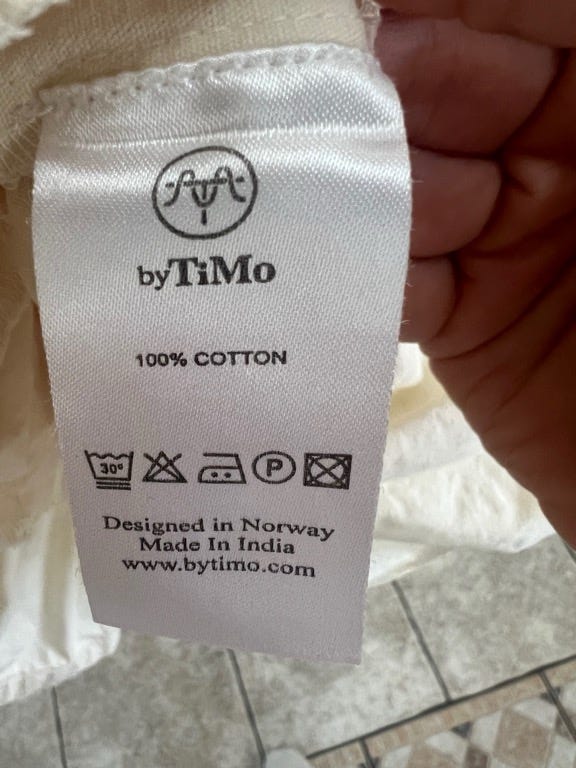 byTiMo
100% COTTON
30° P
Designed in Norway
Made In India
www.bytimo.com